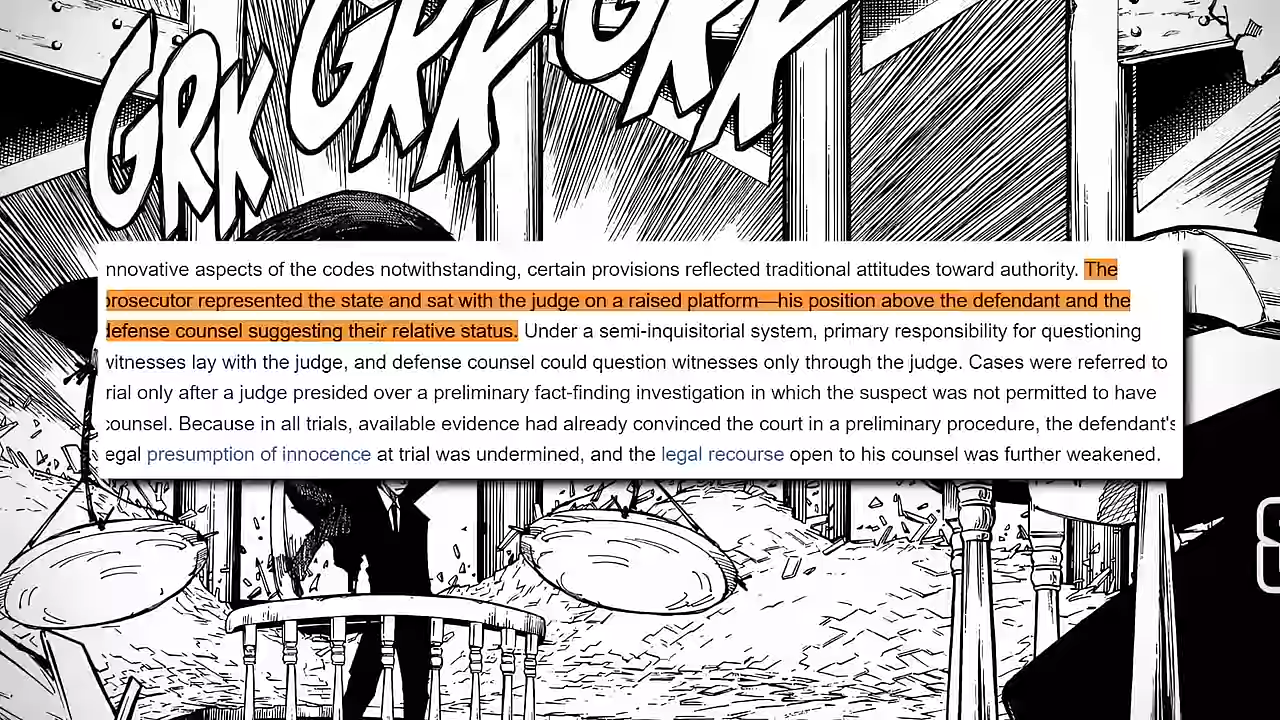 GRK GRK GRK
nnovative aspects of the codes notwithstanding, certain provisions reflected traditional attitudes toward authority. The
prosecutor represented the state and sat with the judge on a raised platform—his position above the defendant and the
defense counsel suggesting their relative status. Under a semi-inquisitorial system, primary responsibility for questioning
witnesses lay with the judge, and defense counsel could question witnesses only through the judge. Cases were referred to
rial only after a judge presided over a preliminary fact-finding investigation in which the suspect was not permitted to have
counsel. Because in all trials, available evidence had already convinced the court in a preliminary procedure, the defendant's
egal presumption of innocence at trial was undermined, and the legal recourse open to his counsel was further weakened.